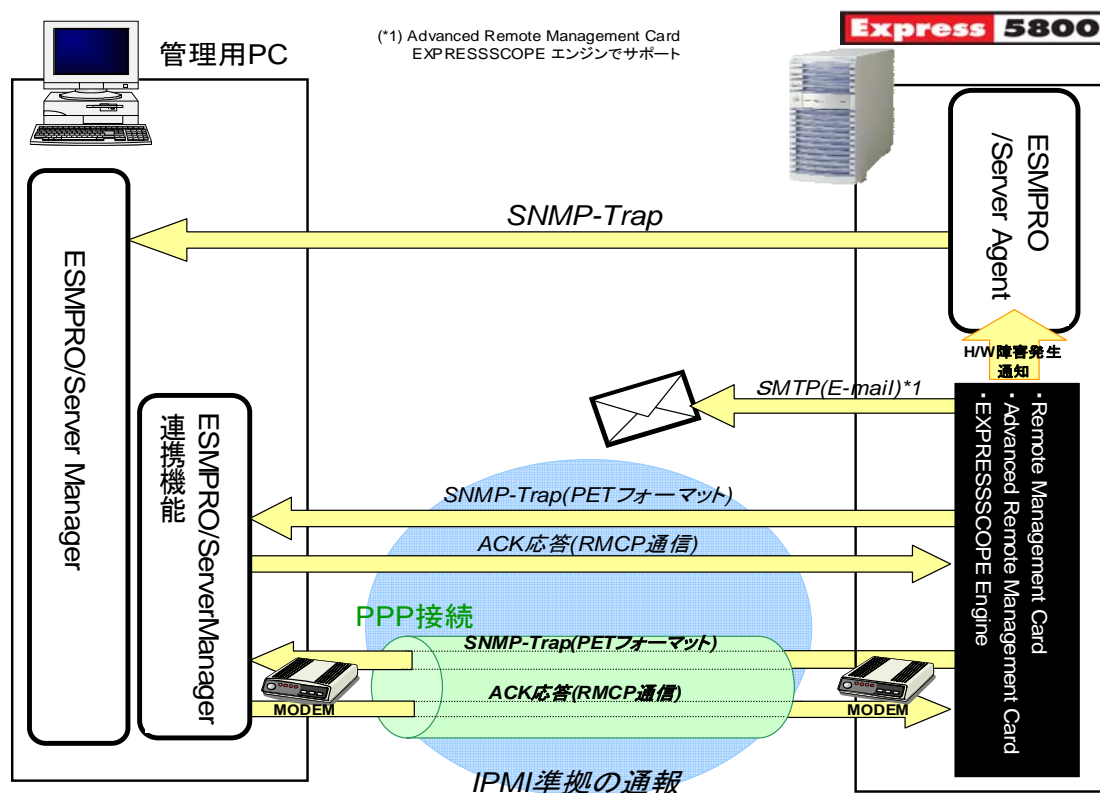 管理用PC
(*1) Advanced Remote Management Card
EXPRESSSCOPE エンジンでサポート
Express 5800
ESMPRO
/Server Agent
SNMP-Trap
ESMPRO/Server Manager
H/W障害発生
通知
SMTP(E-mail)*1
ESMPRO/ServerManager
連携機能
・Remote Management Card
・Advanced Remote Management Card
・EXPRESSSCOPE Engine
SNMP-Trap(PETフォーマット)
ACK応答(RMCP通信)
PPP接続
SNMP-Trap(PETフォーマット)
ACK応答(RMCP通信)
MODEM
MODEM
IPMI準拠の通報